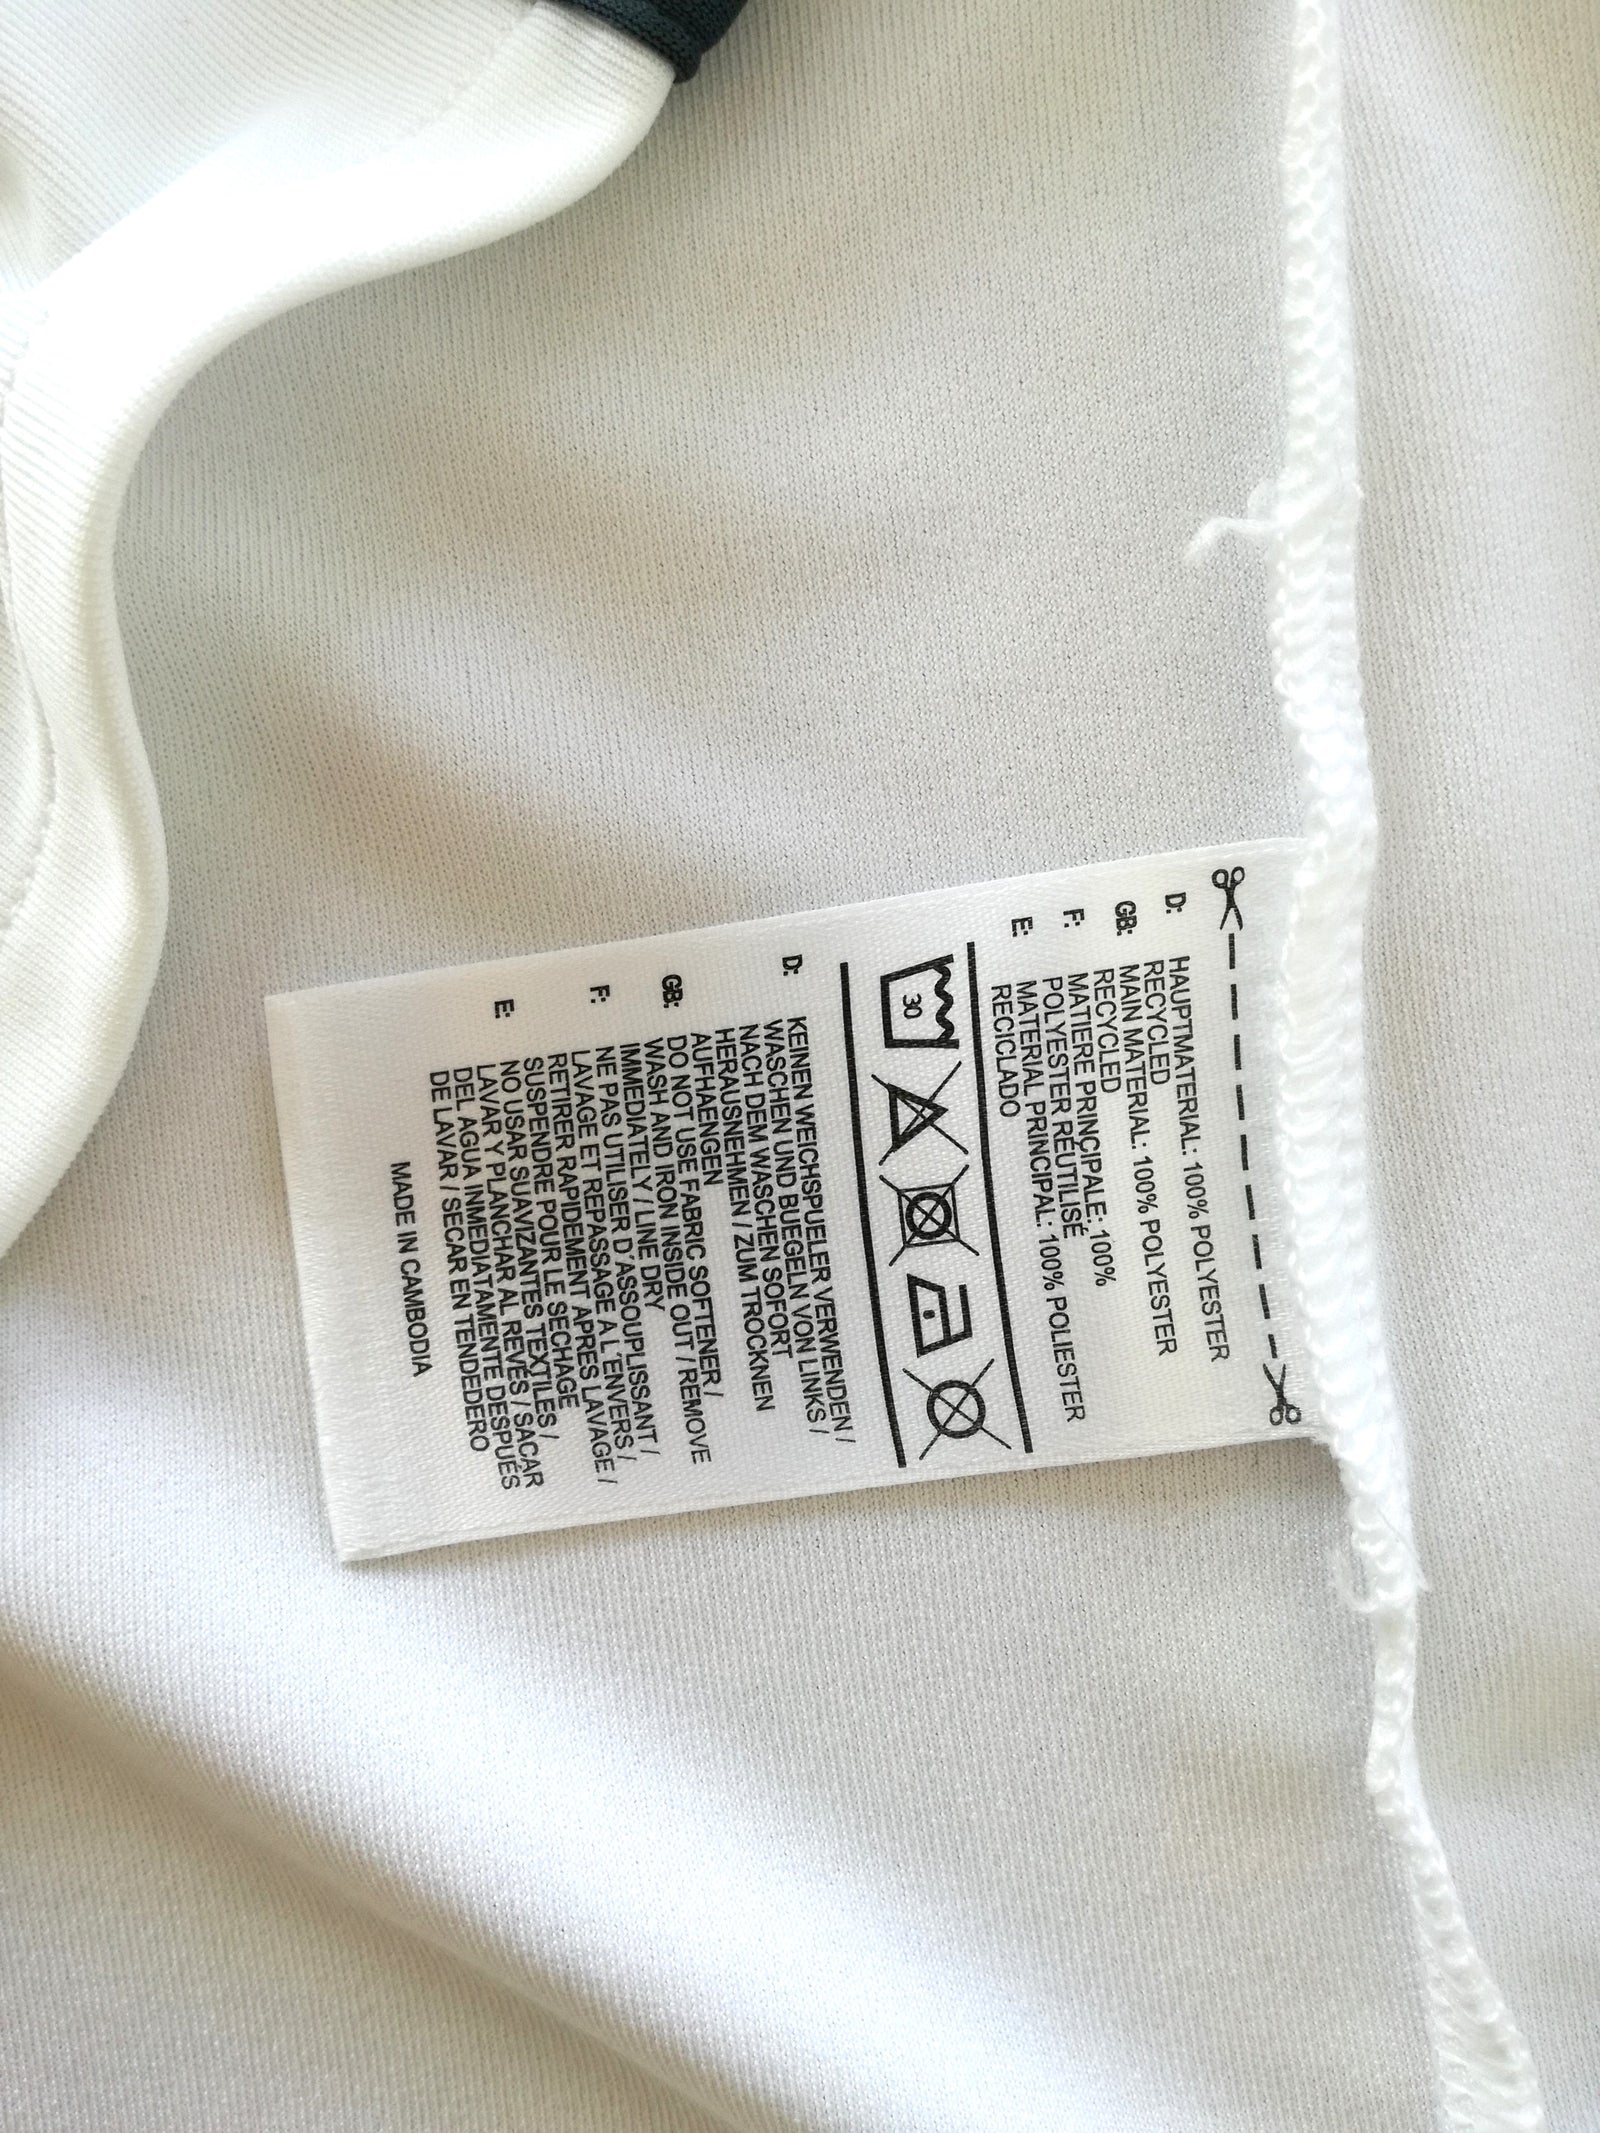 D: HAUPTMATERIAL: 100% POLYESTER
RECYCLED
GB: MAIN MATERIAL: 100% POLYESTER
RECYCLED
F: MATIERE PRINCIPALE: 100%
POLYESTER RÉUTILISÉ
E: MATERIAL PRINCIPAL: 100% POLIESTER
RECICLADO
30
D: KEINEN WEICHSPUELER VERWENDEN /
WASCHEN UND BUEGELN VON LINKS /
NACH DEM WASCHEN SOFORT
HERAUSNEHMEN / ZUM TROCKNEN
AUFHAENGEN
GB: DO NOT USE FABRIC SOFTENER /
WASH AND IRON INSIDE OUT / REMOVE
IMMEDIATELY / LINE DRY
F: NE PAS UTILISER D'ASSOUPLISSANT /
LAVAGE ET REPASSAGE A L'ENVERS /
RETIRER RAPIDEMENT APRES LAVAGE /
SUSPENDRE POUR LE SECHAGE
E: NO USAR SUAVIZANTES TEXTILES /
LAVAR Y PLANCHAR AL REVÉS / SACAR
DEL AGUA INMEDIATAMENTE DESPUÉS
DE LAVAR / SECAR EN TENDEDERO
MADE IN CAMBODIA